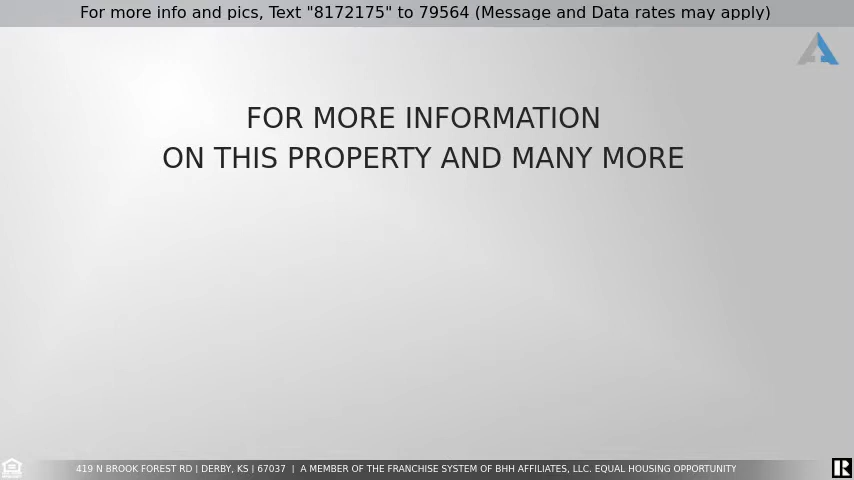 For more info and pics, Text "8172175" to 79564 (Message and Data rates may apply)
FOR MORE INFORMATION
ON THIS PROPERTY AND MANY MORE
419 N BROOK FOREST RD | DERBY, KS | 67037 | A MEMBER OF THE FRANCHISE SYSTEM OF BHH AFFILIATES, LLC. EQUAL HOUSING OPPORTUNITY